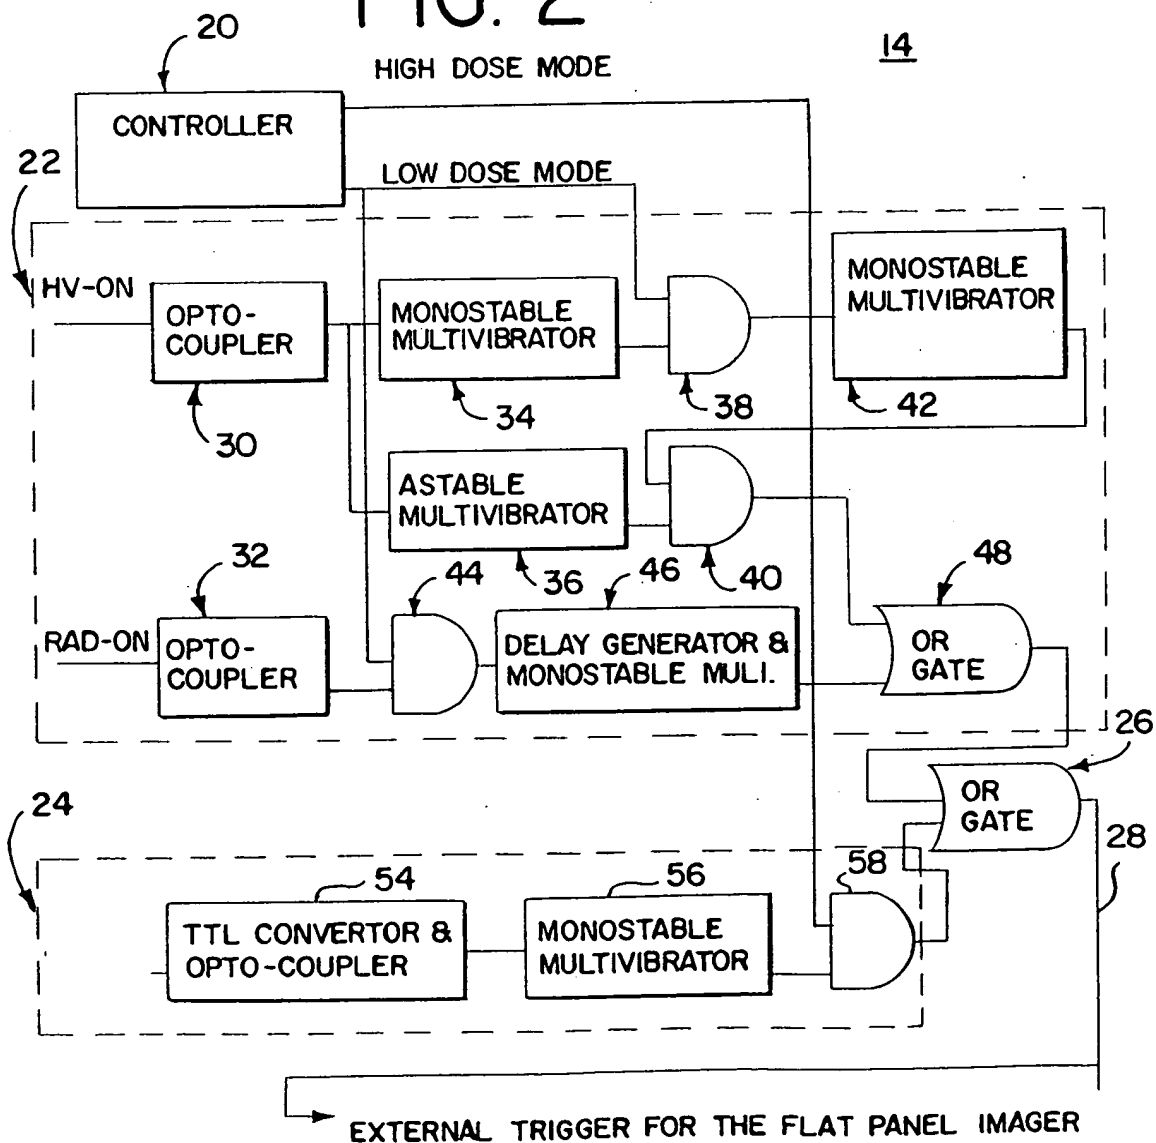 FIG. 2
20
14
HIGH DOSE MODE
CONTROLLER
22
LOW DOSE MODE
HV-ON
OPTO-
COUPLER
30
MONOSTABLE
MULTIVIBRATOR
34
38
MONOSTABLE
MULTIVIBRATOR
42
ASTABLE
MULTIVIBRATOR
36
40
32
44
46
48
RAD-ON
OPTO-
COUPLER
DELAY GENERATOR &
MONOSTABLE MULI.
OR
GATE
26
OR
GATE
28
24
54
56
58
TTL CONVERTOR &
OPTO-COUPLER
MONOSTABLE
MULTIVIBRATOR
EXTERNAL TRIGGER FOR THE FLAT PANEL IMAGER